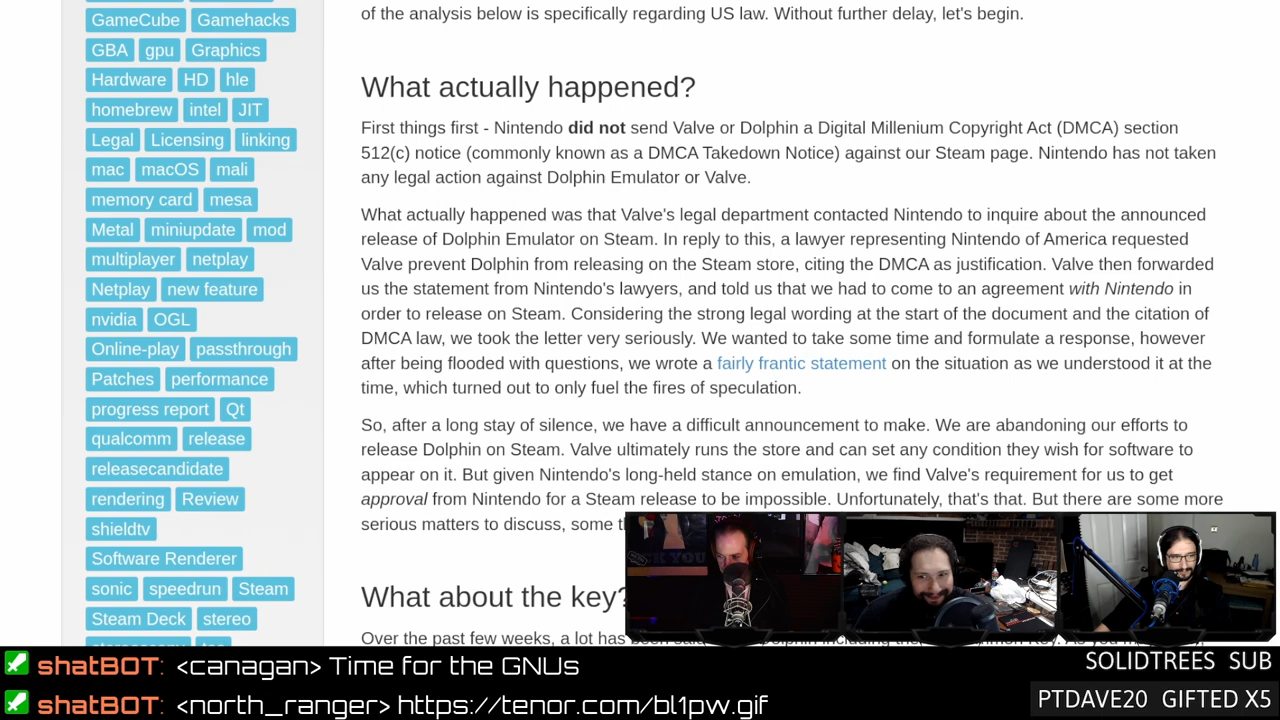 GameCube Gamehacks
GBA gpu Graphics
Hardware HD hle
homebrew intel JIT
Legal Licensing linking
mac macOS mali
memory card mesa
Metal miniupdate mod
multiplayer netplay
Netplay new feature
nvidia OGL
Online-play passthrough
Patches performance
progress report Qt
qualcomm release
releasecandidate
rendering Review
shieldtv
Software Renderer
sonic speedrun Steam
Steam Deck stereo
of the analysis below is specifically regarding US law. Without further delay, let's begin.
What actually happened?
First things first - Nintendo did not send Valve or Dolphin a Digital Millenium Copyright Act (DMCA) section
512(c) notice (commonly known as a DMCA Takedown Notice) against our Steam page. Nintendo has not taken
any legal action against Dolphin Emulator or Valve.
What actually happened was that Valve's legal department contacted Nintendo to inquire about the announced
release of Dolphin Emulator on Steam. In reply to this, a lawyer representing Nintendo of America requested
Valve prevent Dolphin from releasing on the Steam store, citing the DMCA as justification. Valve then forwarded
us the statement from Nintendo's lawyers, and told us that we had to come to an agreement with Nintendo in
order to release on Steam. Considering the strong legal wording at the start of the document and the citation of
DMCA law, we took the letter very seriously. We wanted to take some time and formulate a response, however
after being flooded with questions, we wrote a fairly frantic statement on the situation as we understood it at the
time, which turned out to only fuel the fires of speculation.
So, after a long stay of silence, we have a difficult announcement to make. We are abandoning our efforts to
release Dolphin on Steam. Valve ultimately runs the store and can set any condition they wish for software to
appear on it. But given Nintendo's long-held stance on emulation, we find Valve's requirement for us to get
approval from Nintendo for a Steam release to be impossible. Unfortunately, that's that. But there are some more
serious matters to discuss, some
What about the key?
Over the past few weeks, a lot has
shatBOT: <canagan> Time for the GNUs
shatBOT: <north_ranger> https://tenor.com/bl1pw.gif
SOLIDTREES SUB
PTDAVE20 GIFTED X5